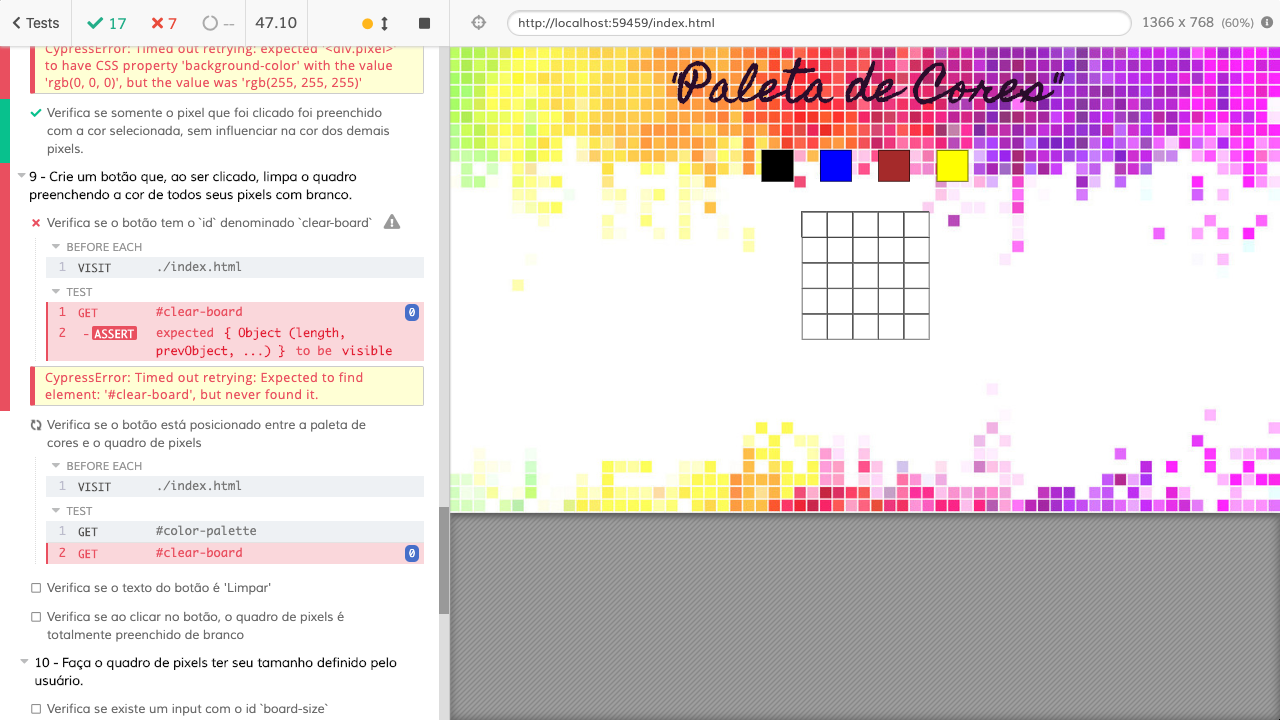 Tests
17
7
--
47.10
http://localhost:59459/index.html
1366 x 768 (60%)
CypressError: Timed out retrying: expected '<div.pixel>'
to have CSS property 'background-color' with the value
'rgb(0, 0, 0)', but the value was 'rgb(255, 255, 255)'
Verifica se somente o pixel que foi clicado foi preenchido
com a cor selecionada, sem influenciar na cor dos demais
pixels.
9 - Crie um botão que, ao ser clicado, limpa o quadro
preenchendo a cor de todos seus pixels com branco.
Verifica se o botão tem o `id` denominado `clear-board`
BEFORE EACH
1 VISIT ./index.html
TEST
1 GET #clear-board 0
2 -ASSERT expected { Object (length,
prevObject, ...) } to be visible
CypressError: Timed out retrying: Expected to find
element: '#clear-board', but never found it.
Verifica se o botão está posicionado entre a paleta de
cores e o quadro de pixels
BEFORE EACH
1 VISIT ./index.html
TEST
1 GET #color-palette
2 GET #clear-board 0
Verifica se o texto do botão é 'Limpar'
Verifica se ao clicar no botão, o quadro de pixels é
totalmente preenchido de branco
10 - Faça o quadro de pixels ter seu tamanho definido pelo
usuário.
Verifica se existe um input com o id `board-size`
"Paleta de Cores"